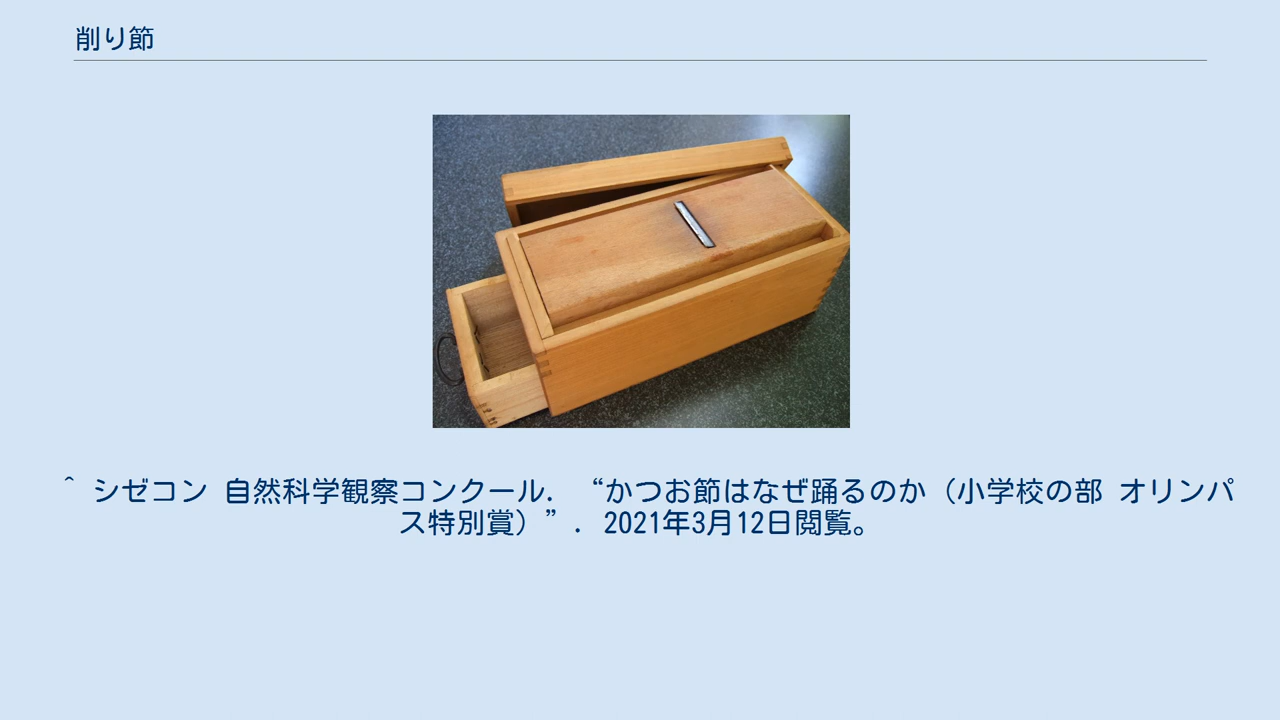 削り節
^ シゼコン 自然科学観察コンクール. “かつお節はなぜ踊るのか（小学校の部 オリンパ
ス特別賞）”. 2021年3月12日閲覧。